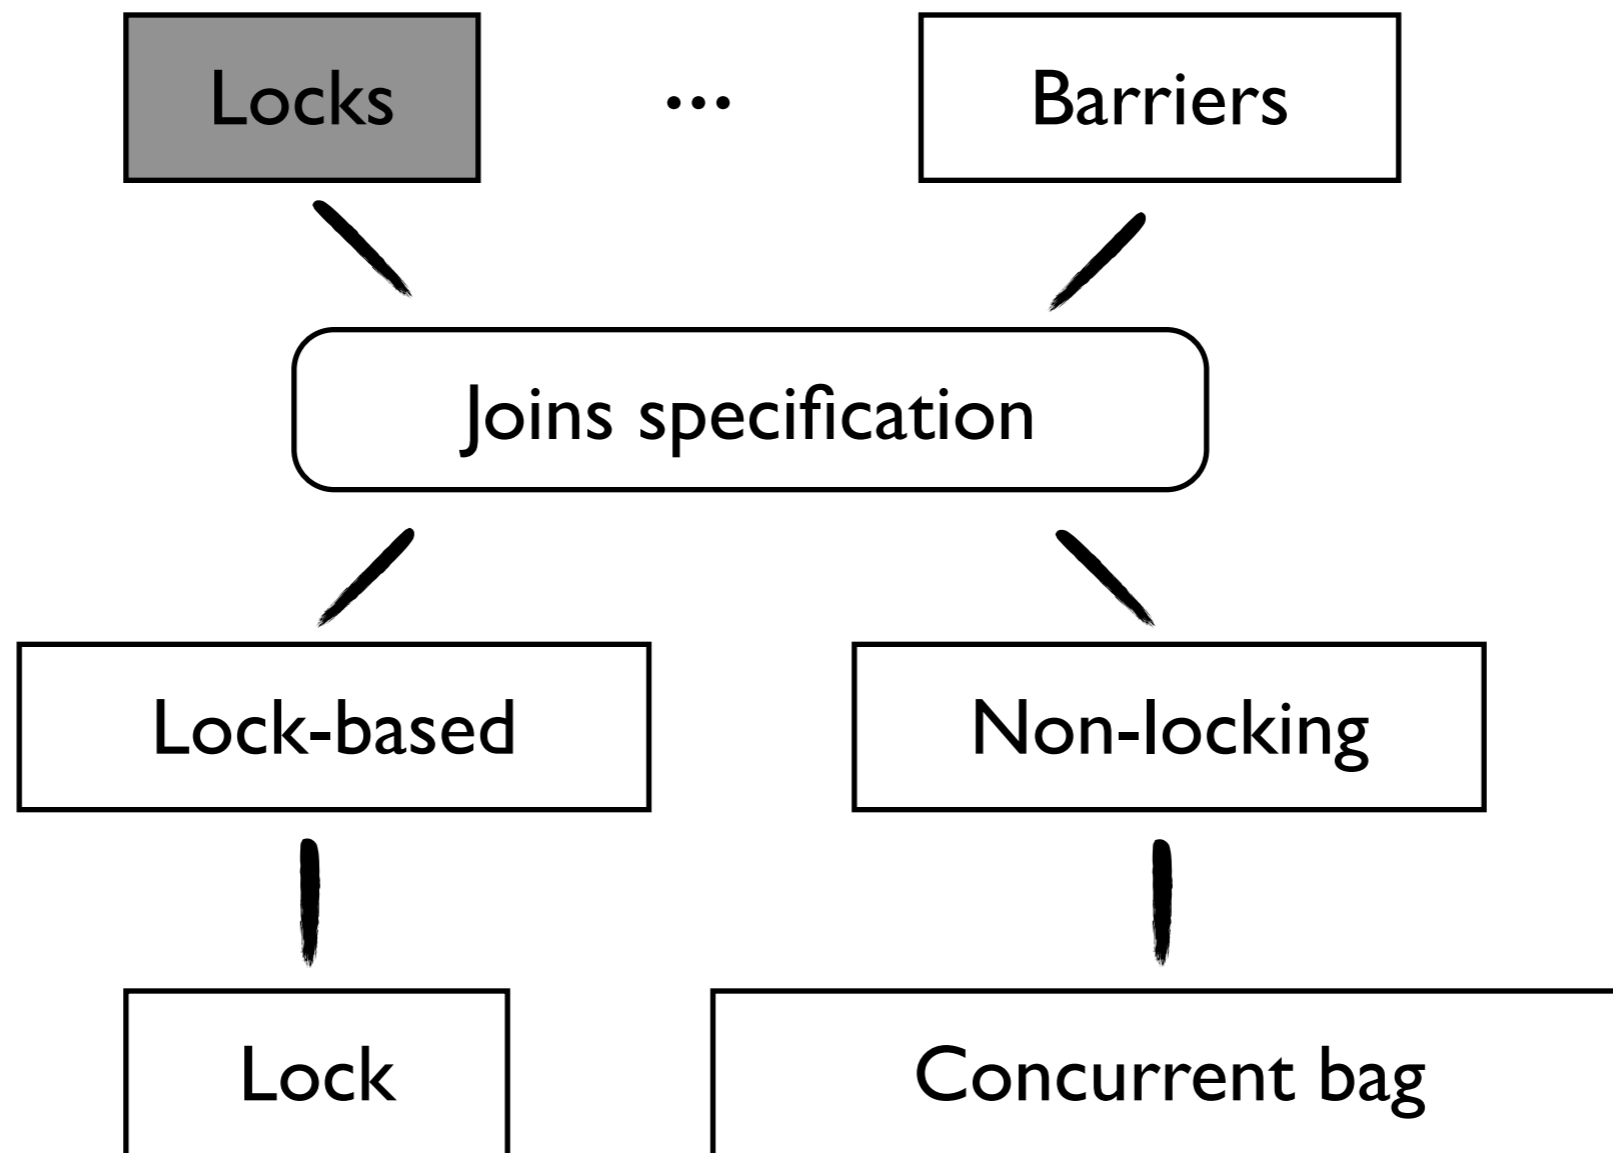 Locks
...
Barriers
Joins specification
Lock-based
Non-locking
Lock
Concurrent bag